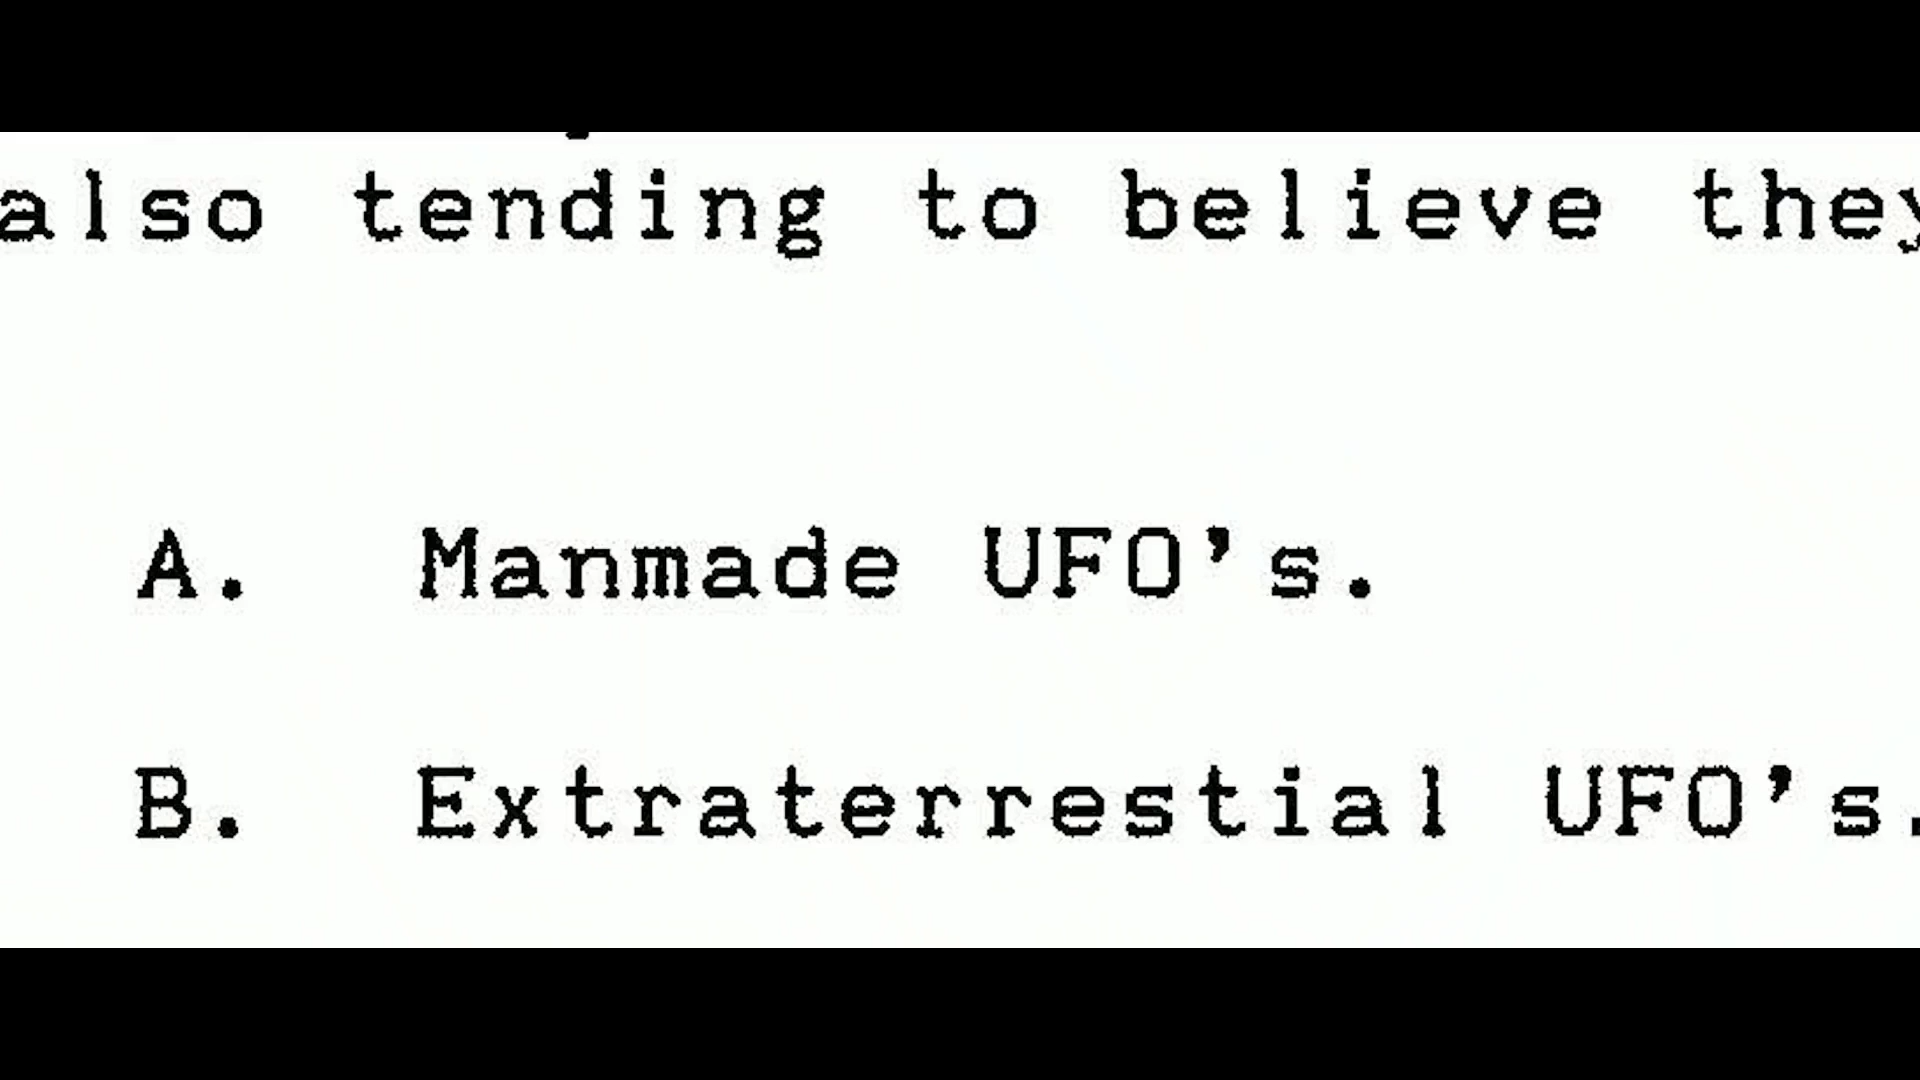 also tending to believe they
A. Manmade UFO's.
B. Extraterrestial UFO's.